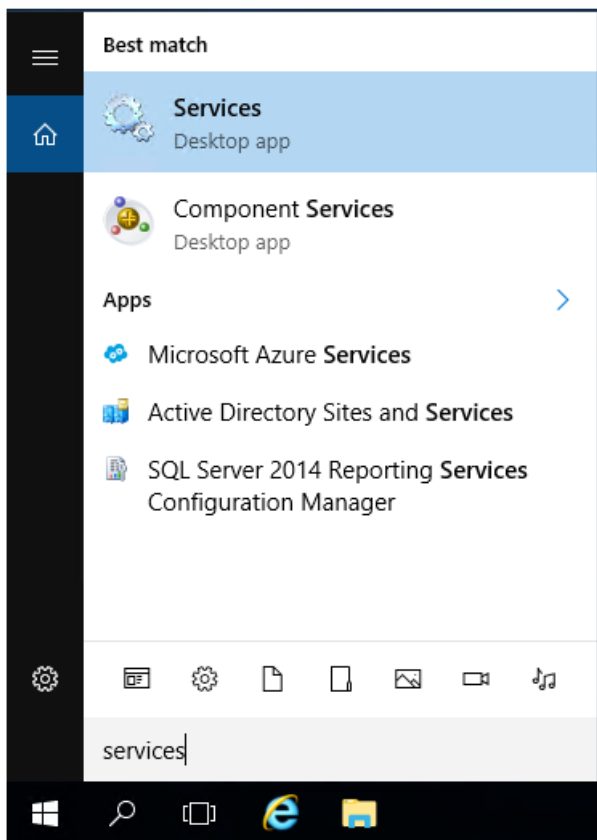 Best match
Services
Desktop app
Component Services
Desktop app
Apps
Microsoft Azure Services
Active Directory Sites and Services
SQL Server 2014 Reporting Services
Configuration Manager
services